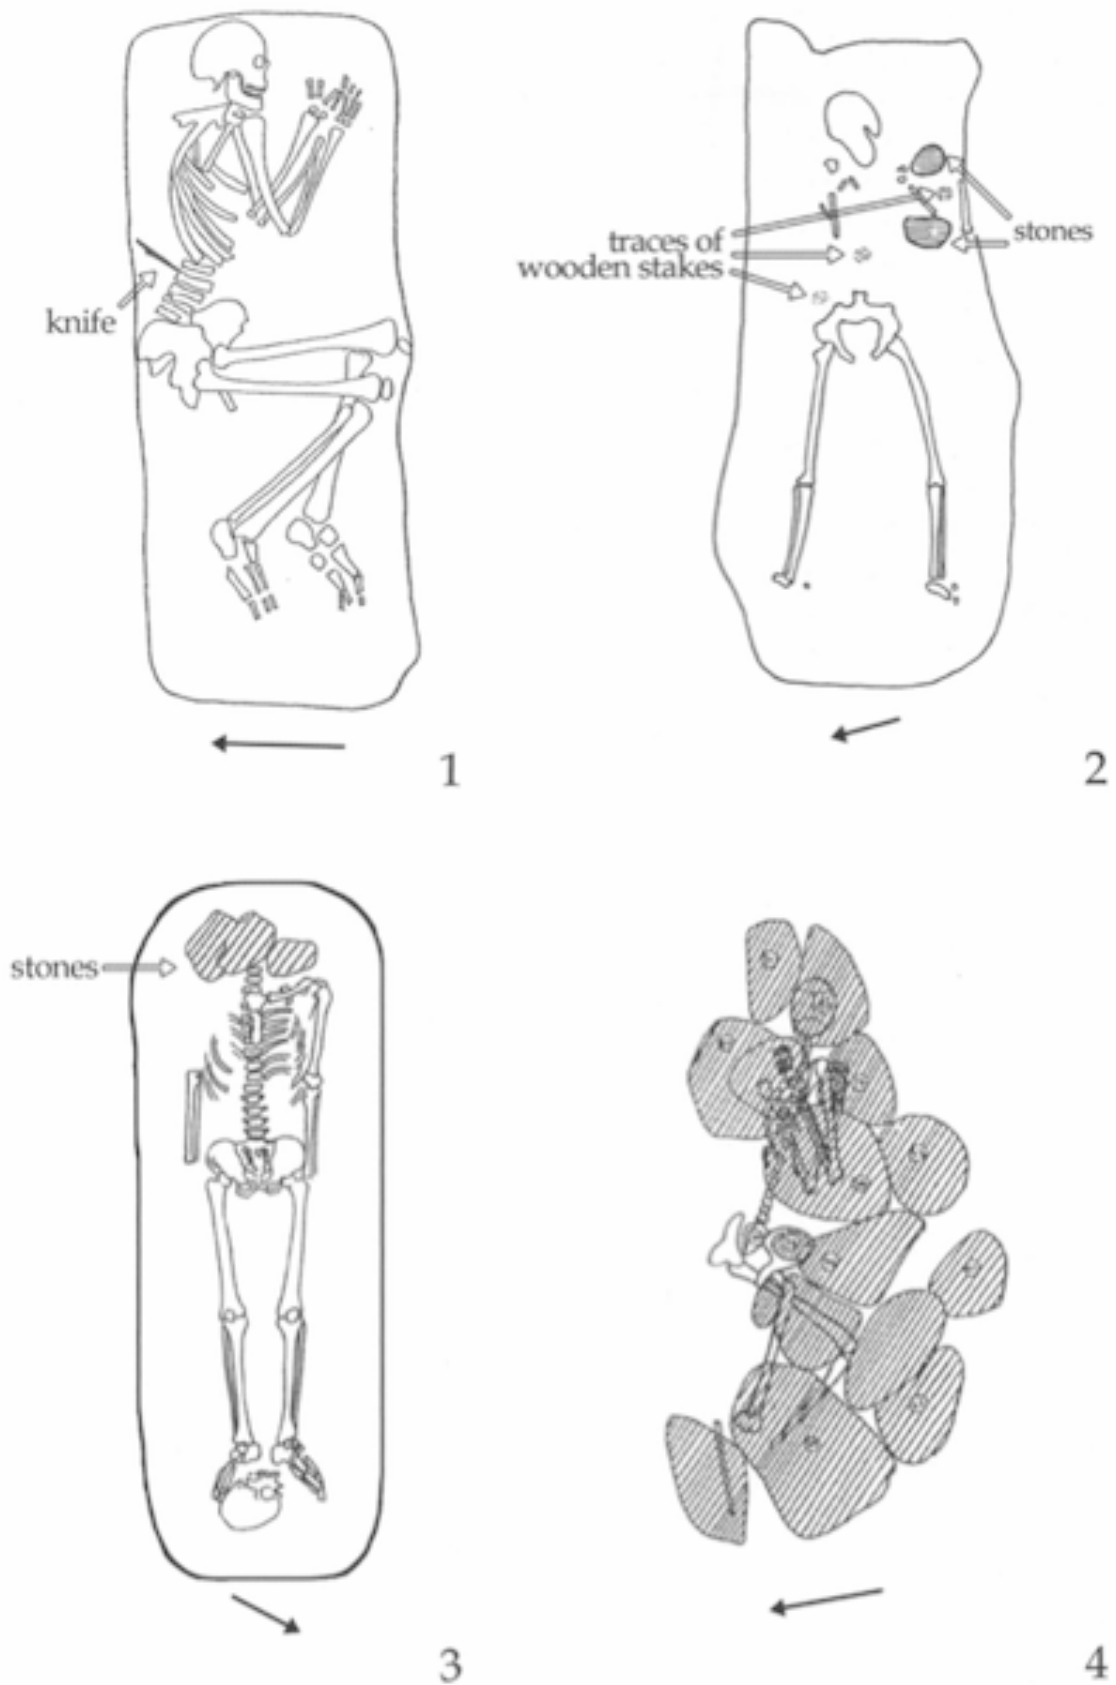 knife
1
traces of
wooden stakes
stones
2
stones
3
4